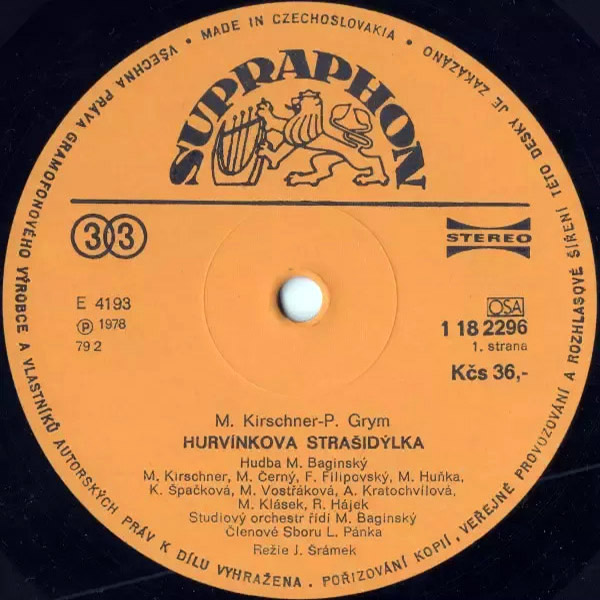 VŠECHNA PRÁVA GRAMOFONOVÉHO VÝROBCE A VLASTNÍKŮ AUTORSKÝCH PRÁV K DÍLU VYHRAŽENA. POŘIZOVÁNÍ KOPIÍ, VEŘEJNÉ PROVOZOVÁNÍ A ROZHLASOVÉ ŠÍŘENÍ TÉTO DESKY JE ZAKÁZÁNO
• MADE IN CZECHOSLOVAKIA •
SUPRAPHON
33
STEREO
E 4193
℗ 1978
79 2
OSA
1 18 2296
1. strana
Kčs 36,-
M. Kirschner-P. Grym
HURVÍNKOVA STRAŠIDÝLKA
Hudba M. Baginský
M. Kirschner, M. Černý, F. Filipovský, M. Huňka,
K. Špačková, M. Vostřáková, A. Kratochvílová,
M. Klásek, R. Hájek
Studiový orchestr řídí M. Baginský
Členové Sboru L. Pánka
Režie J. Šrámek